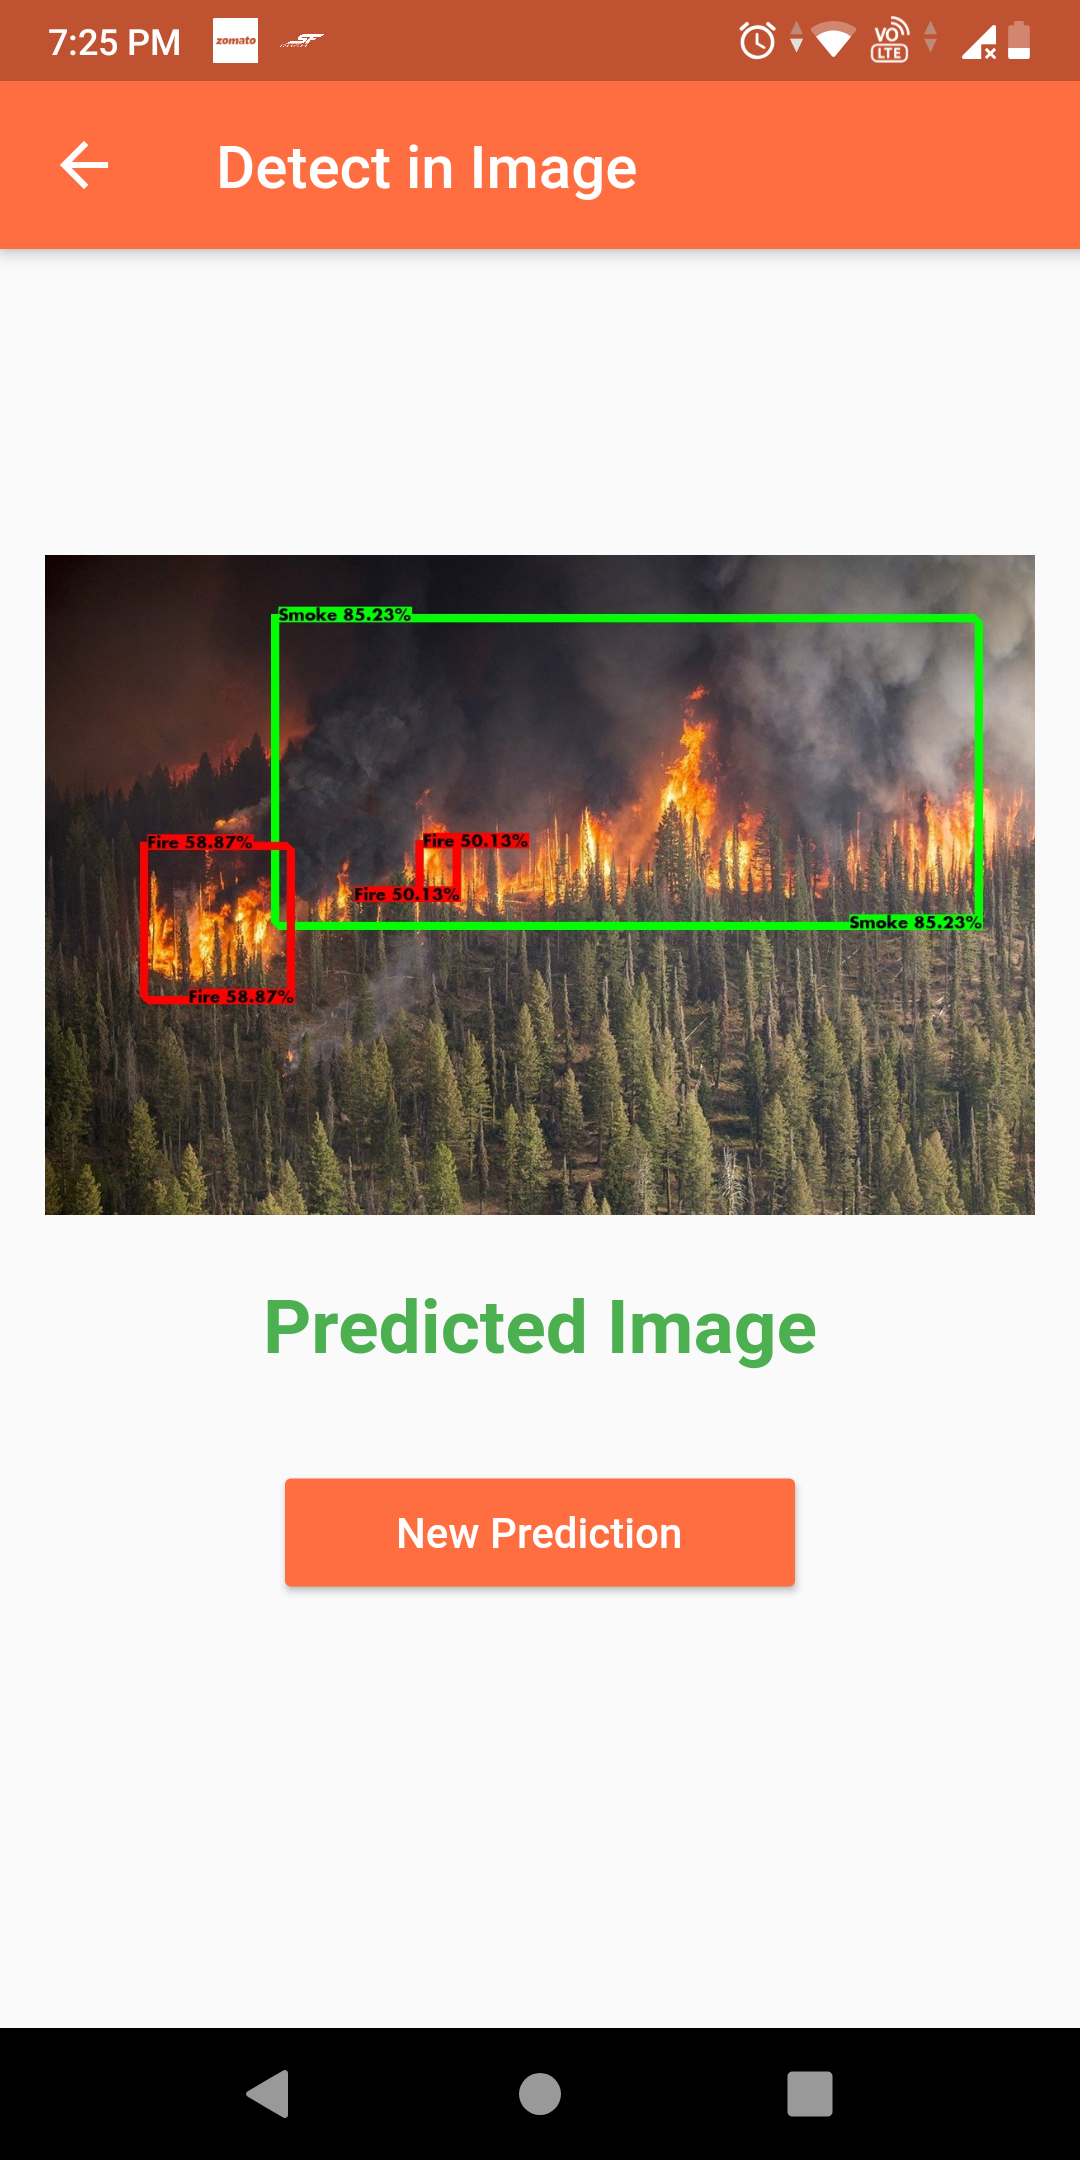 7:25 PM zomato SF VO LTE
Detect in Image
Smoke 85.23%
Fire 58.87% Fire 50.13%
Fire 50.13%
Smoke 85.23%
Fire 58.87%
Predicted Image
New Prediction